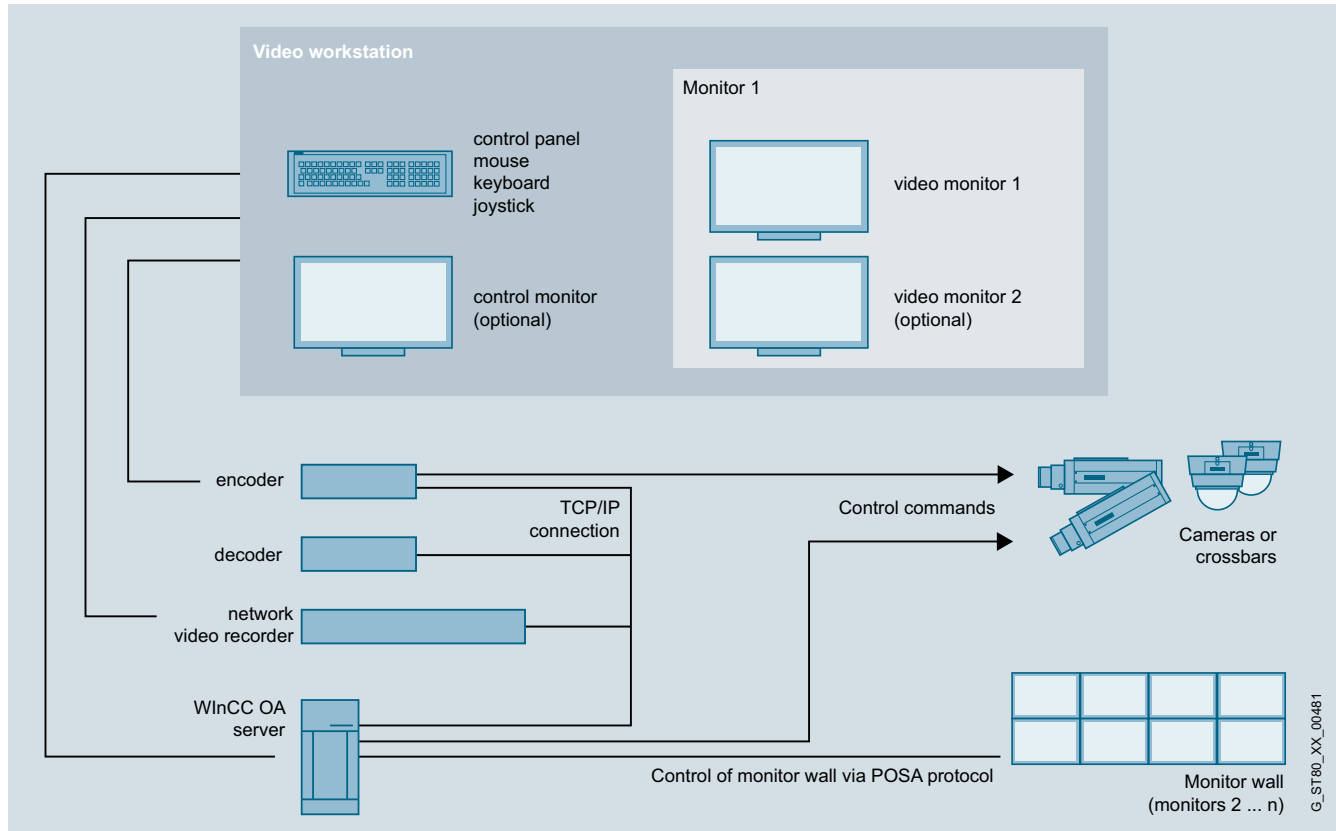 Video workstation
Monitor 1
control panel
mouse
keyboard
joystick
video monitor 1
control monitor
(optional)
video monitor 2
(optional)
encoder
TCP/IP
connection
Control commands
decoder
Cameras or
crossbars
network
video recorder
WInCC OA
server
Control of monitor wall via POSA protocol
Monitor wall
(monitors 2 ... n)
G_ST80_XX_00481